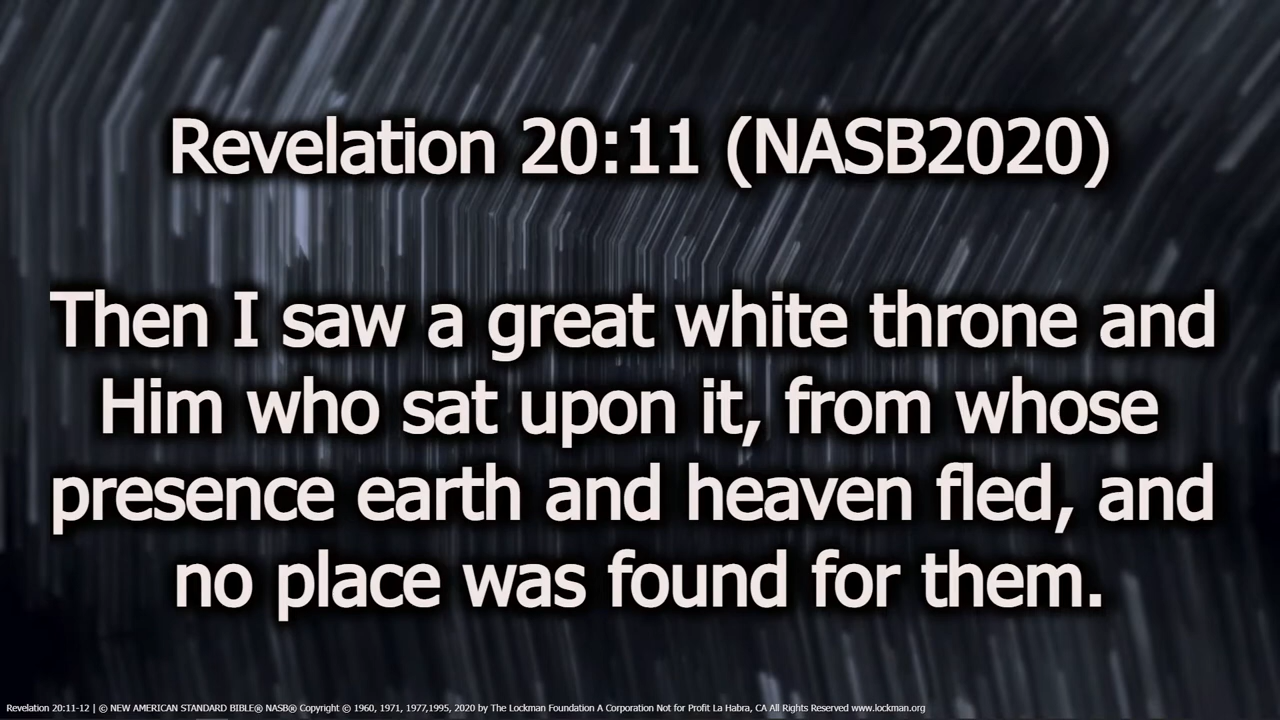 Revelation 20:11 (NASB2020)
Then I saw a great white throne and
Him who sat upon it, from whose
presence earth and heaven fled, and
no place was found for them.
Revelation 20:11-12 | © NEW AMERICAN STANDARD BIBLE® NASB® Copyright © 1960, 1971, 1977,1995, 2020 by The Lockman Foundation A Corporation Not for Profit La Habra, CA All Rights Reserved www.lockman.org